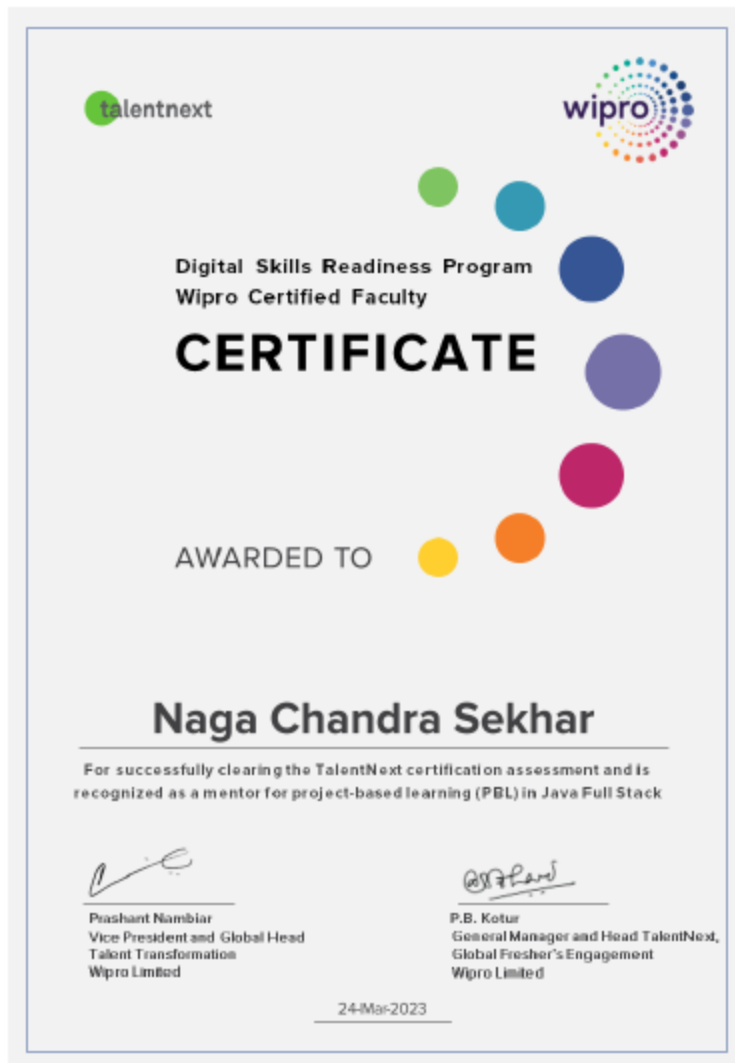 talentnext
wipro
Digital Skills Readiness Program
Wipro Certified Faculty
CERTIFICATE
AWARDED TO
Naga Chandra Sekhar
For successfully clearing the TalentNext certification assessment and is
recognized as a mentor for project-based learning (PBL) in Java Full Stack
Prashant Nambiar
Vice President and Global Head
Talent Transformation
Wipro Limited
P.B. Kotur
General Manager and Head TalentNext,
Global Fresher's Engagement
Wipro Limited
24-Mar-2023